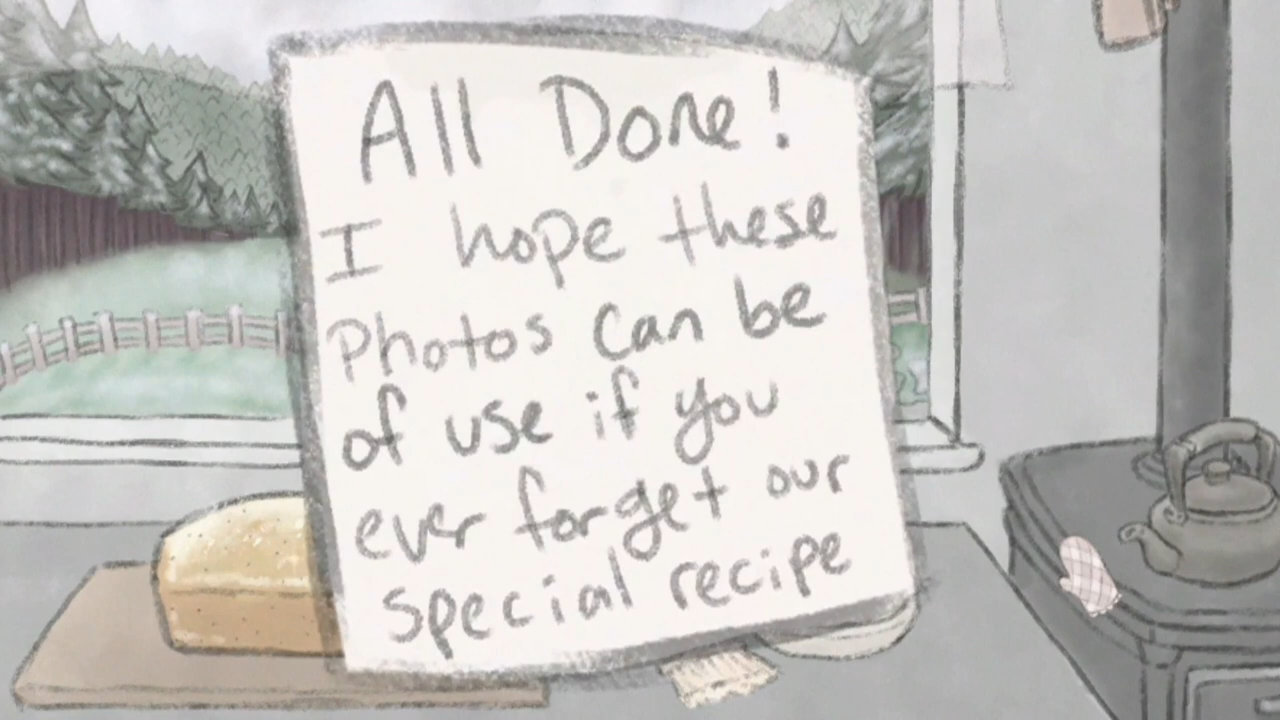 All Done!
I hope these
Photos can be
of use if you
ever forget our
special recipe